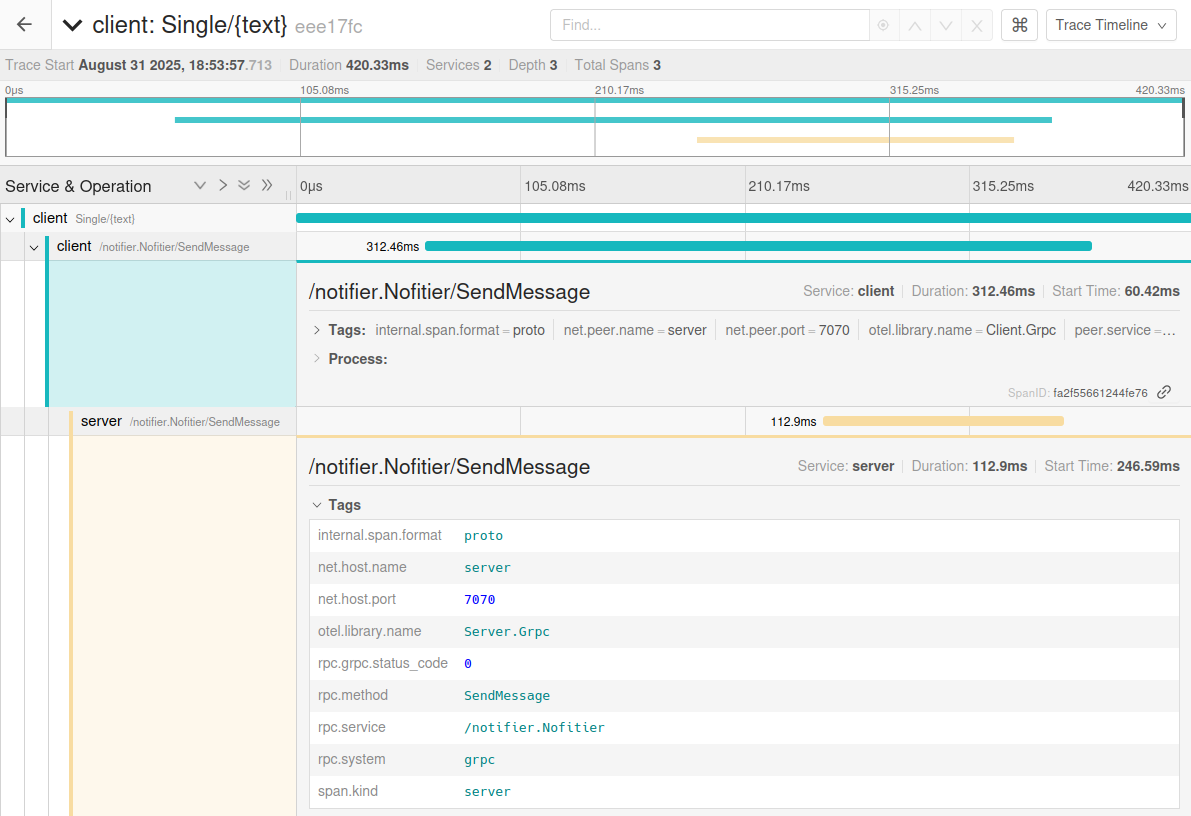 client: Single/{text} eee17fc
Find...
⌘
Trace Timeline
Trace Start August 31 2025, 18:53:57.713 Duration 420.33ms Services 2 Depth 3 Total Spans 3
0μs 105.08ms 210.17ms 315.25ms 420.33ms
Service & Operation 0μs 105.08ms 210.17ms 315.25ms 420.33ms
client Single/{text}
client /notifier.Nofitier/SendMessage 312.46ms
/notifier.Nofitier/SendMessage Service: client Duration: 312.46ms Start Time: 60.42ms
Tags: internal.span.format = proto net.peer.name = server net.peer.port = 7070 otel.library.name = Client.Grpc peer.service =...
Process:
SpanID: fa2f55661244fe76
server /notifier.Nofitier/SendMessage 112.9ms
/notifier.Nofitier/SendMessage Service: server Duration: 112.9ms Start Time: 246.59ms
Tags
internal.span.format proto
net.host.name server
net.host.port 7070
otel.library.name Server.Grpc
rpc.grpc.status_code 0
rpc.method SendMessage
rpc.service /notifier.Nofitier
rpc.system grpc
span.kind server